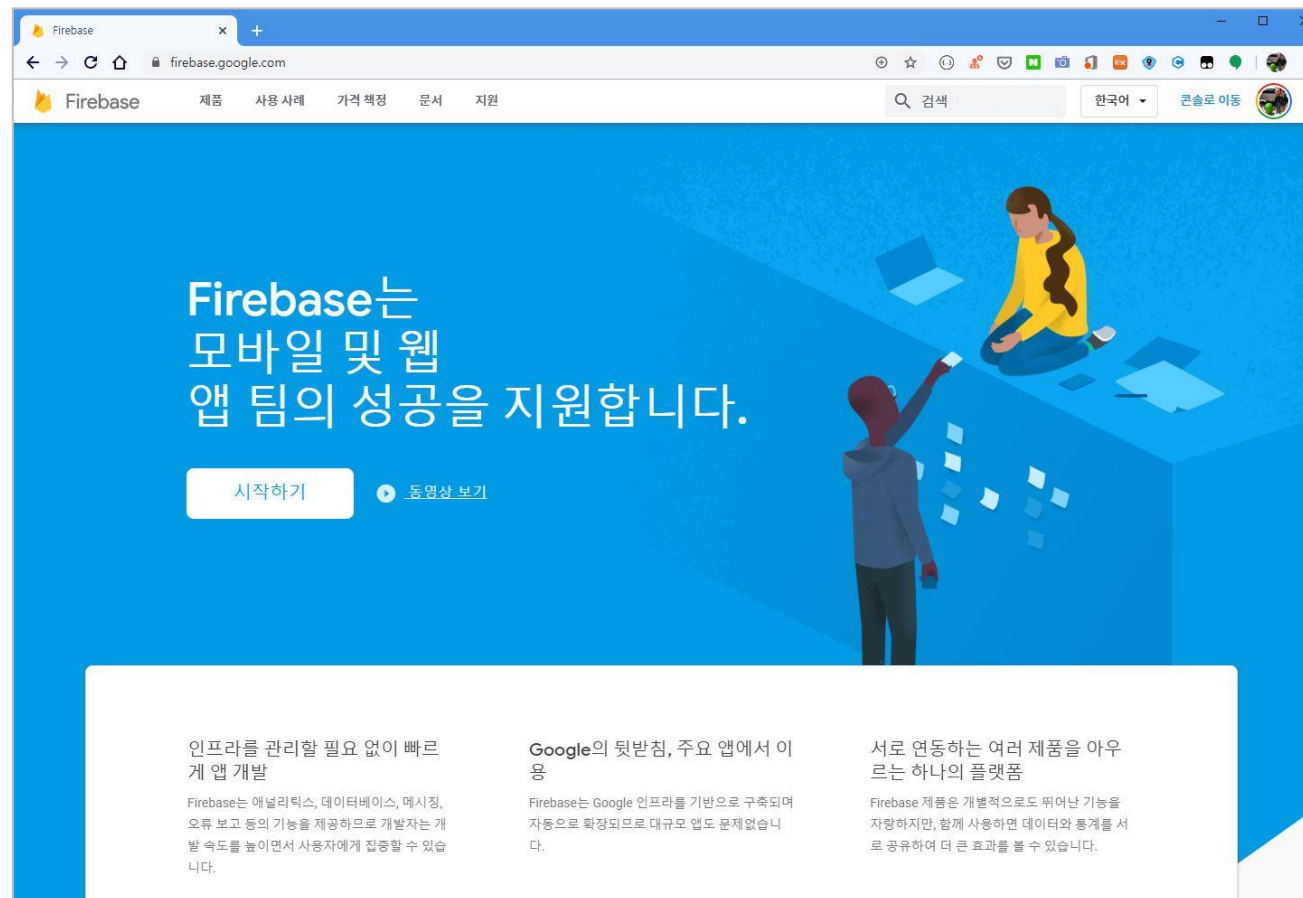 Firebase
firebase.google.com
Firebase 제품 사용 사례 가격 책정 문서 지원 검색 한국어 콘솔로 이동
Firebase는
모바일 및 웹
앱 팀의 성공을 지원합니다.
시작하기 동영상 보기
인프라를 관리할 필요 없이 빠르
게 앱 개발
Firebase는 애널리틱스, 데이터베이스, 메시징,
오류 보고 등의 기능을 제공하므로 개발자는 개
발 속도를 높이면서 사용자에게 집중할 수 있습
니다.
Google의 뒷받침, 주요 앱에서 이
용
Firebase는 Google 인프라를 기반으로 구축되며
자동으로 확장되므로 대규모 앱도 문제없습니
다.
서로 연동하는 여러 제품을 아우
르는 하나의 플랫폼
Firebase 제품은 개별적으로도 뛰어난 기능을
자랑하지만, 함께 사용하면 데이터와 통계를 서
로 공유하여 더 큰 효과를 볼 수 있습니다.